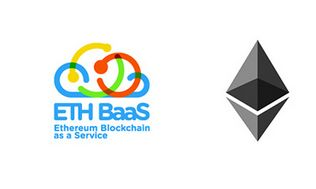 ETH BaaS
Ethereum Blockchain
as a Service